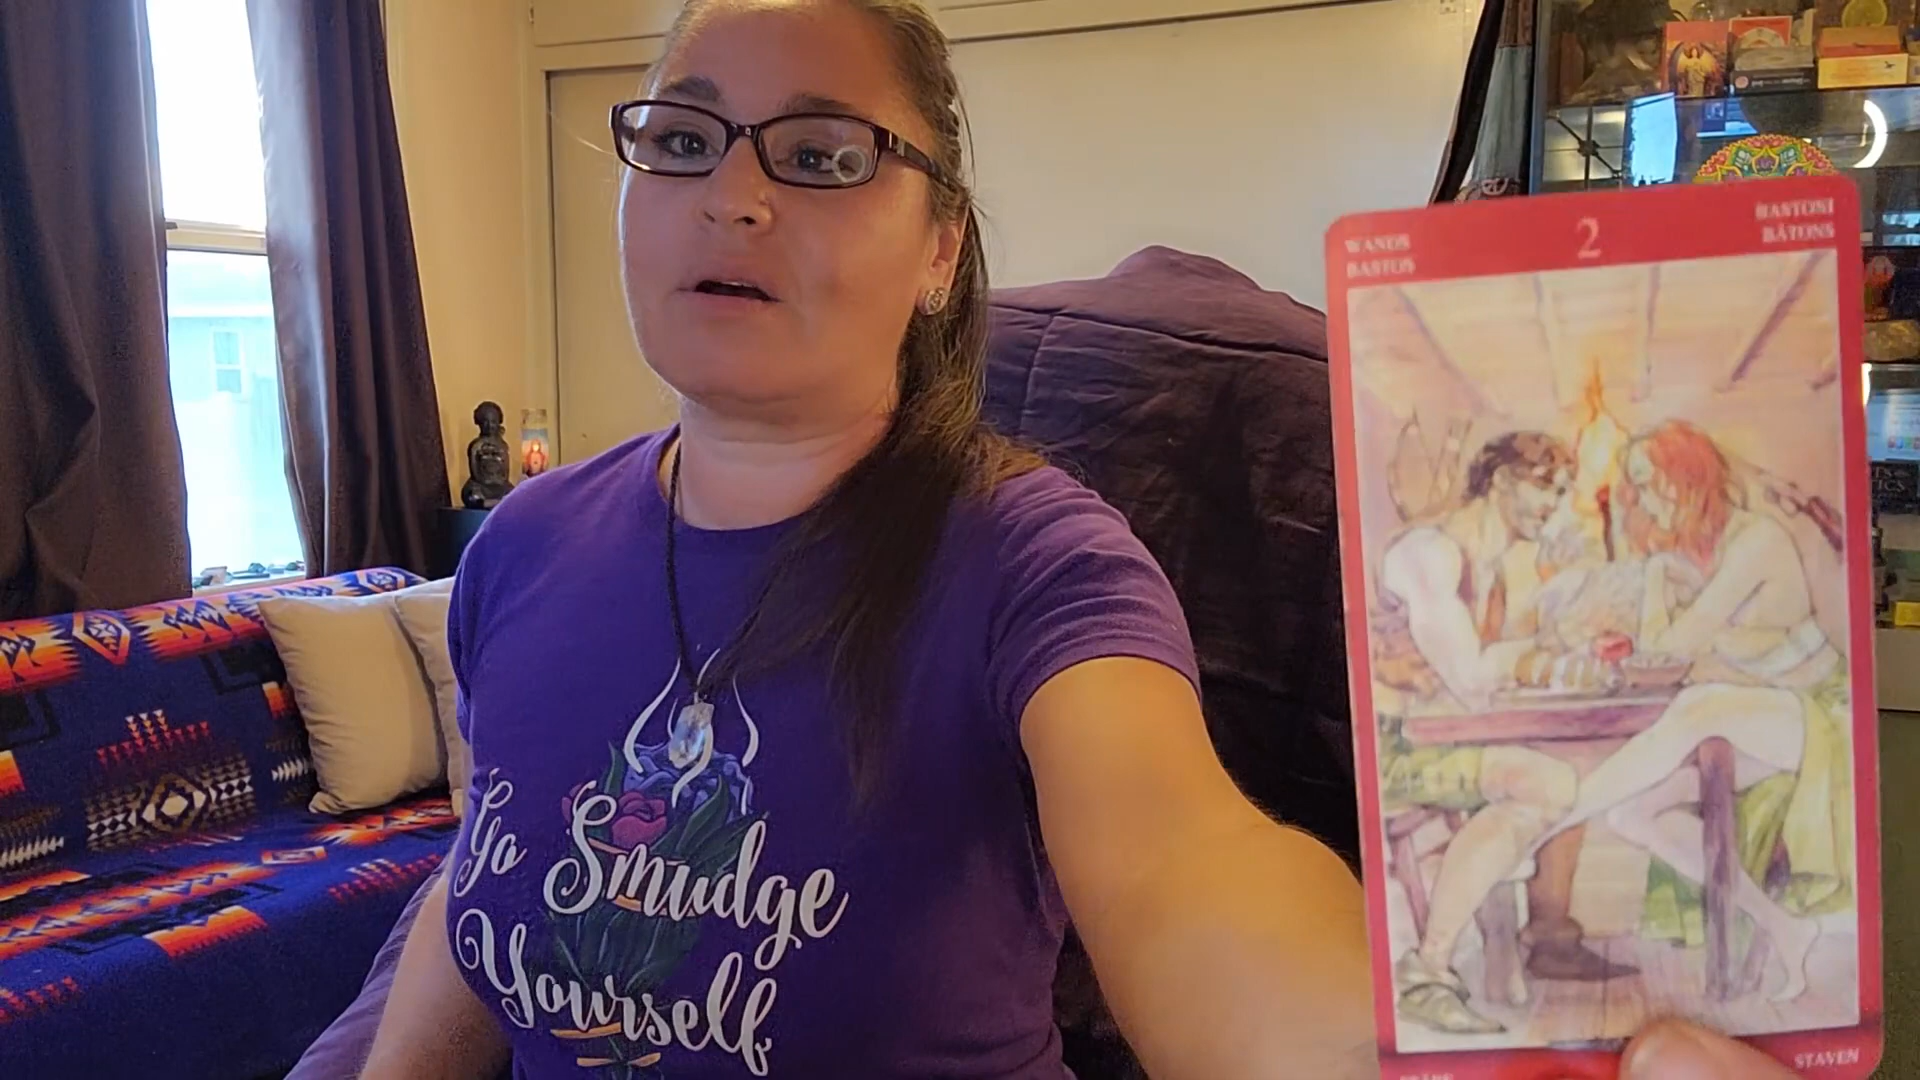 Go Smudge
Yourself
WANDS
BASTOS
2
BASTONI
BÂTONS
STAVEN